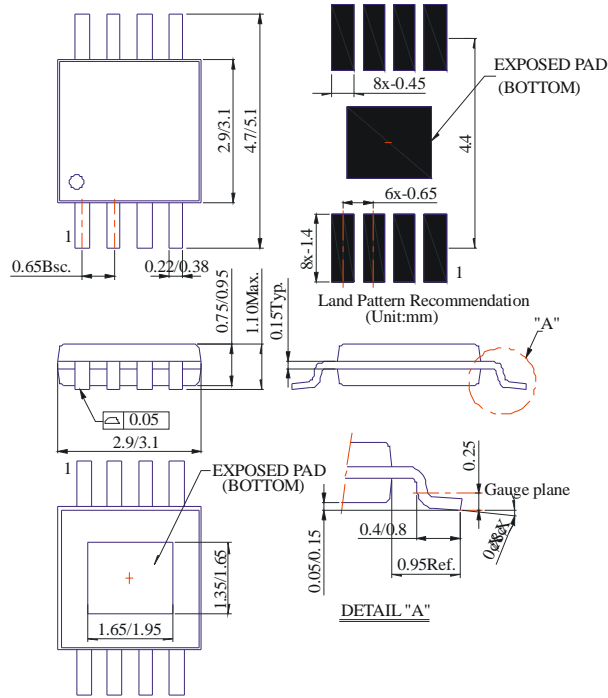 2.9/3.1
4.7/5.1
1
0.65Bsc.
0.22/0.38
8x-0.45
EXPOSED PAD
(BOTTOM)
4.4
6x-0.65
8x-1.4
1
Land Pattern Recommendation
(Unit:mm)
0.75/0.95
1.10Max.
0.15Typ.
"A"
0.05
2.9/3.1
1
EXPOSED PAD
(BOTTOM)
1.35/1.65
1.65/1.95
0.25
Gauge plane
0.05/0.15
0.4/0.8
0.95Ref.
DETAIL "A"